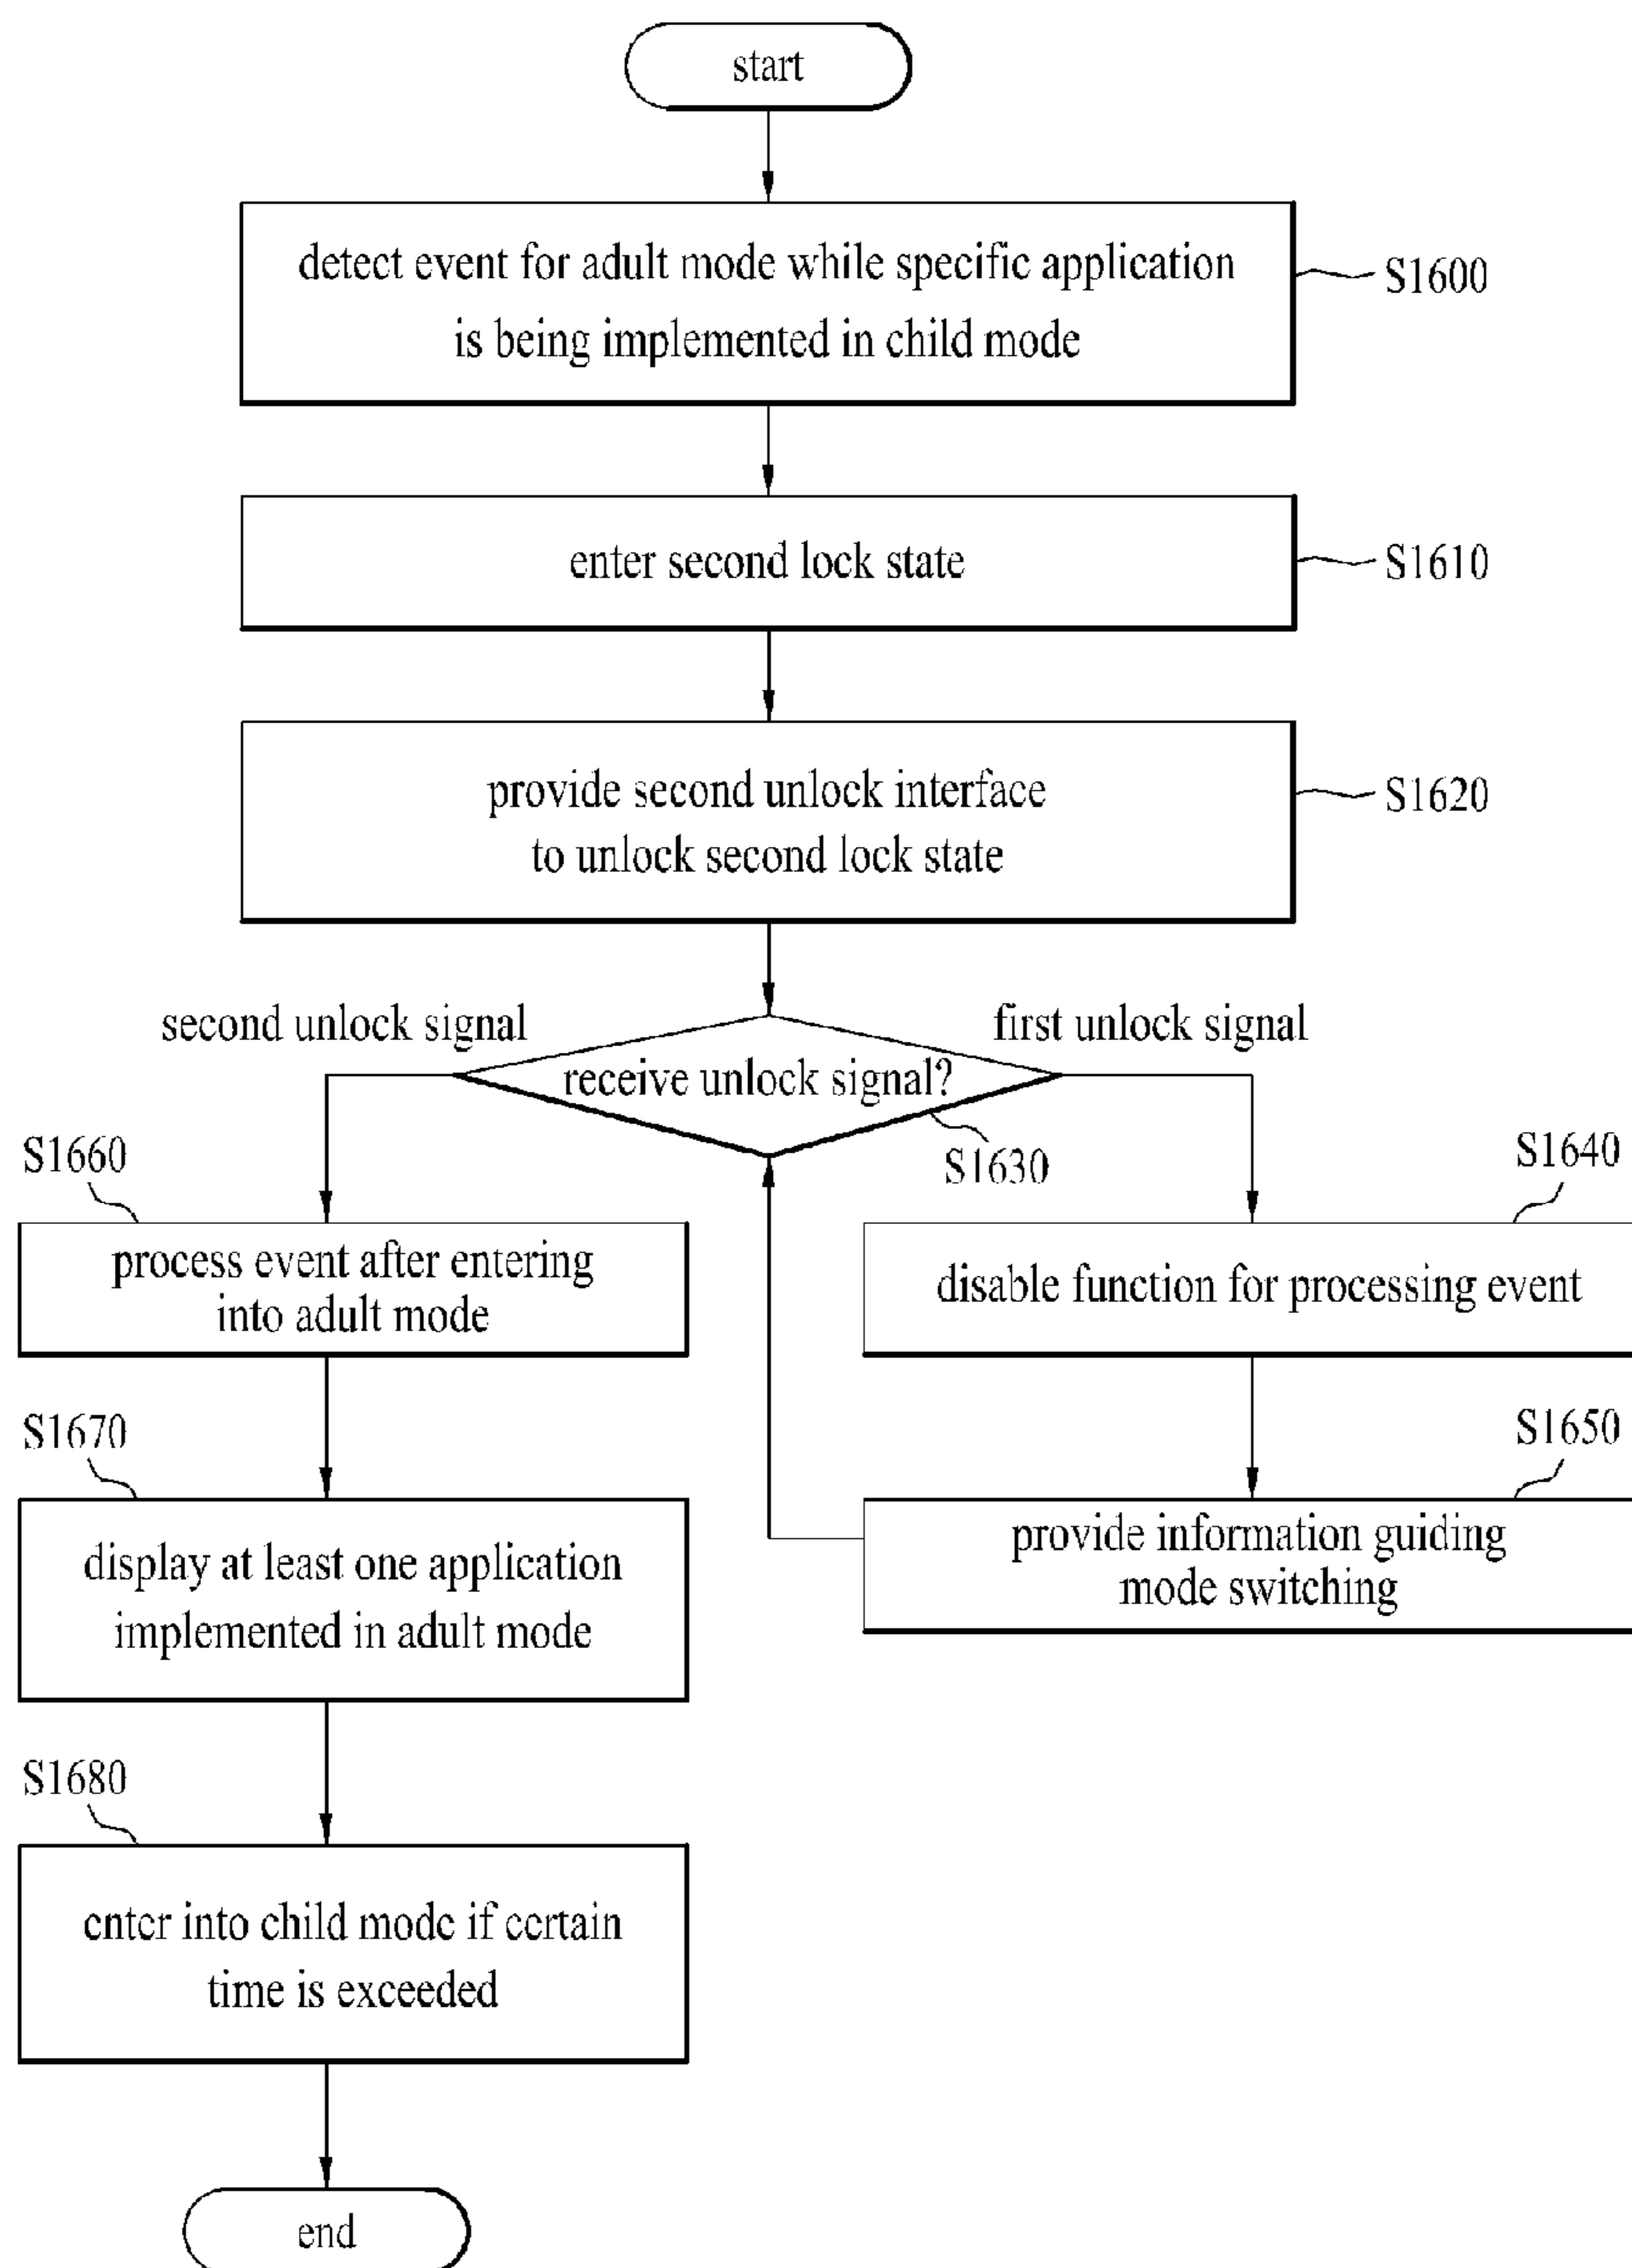 start
detect event for adult mode while specific application
is being implemented in child mode
S1600
enter second lock state
S1610
provide second unlock interface
to unlock second lock state
S1620
second unlock signal
first unlock signal
receive unlock signal?
S1630
S1660
process event after entering
into adult mode
S1640
disable function for processing event
S1670
display at least one application
implemented in adult mode
S1650
provide information guiding
mode switching
S1680
enter into child mode if certain
time is exceeded
end